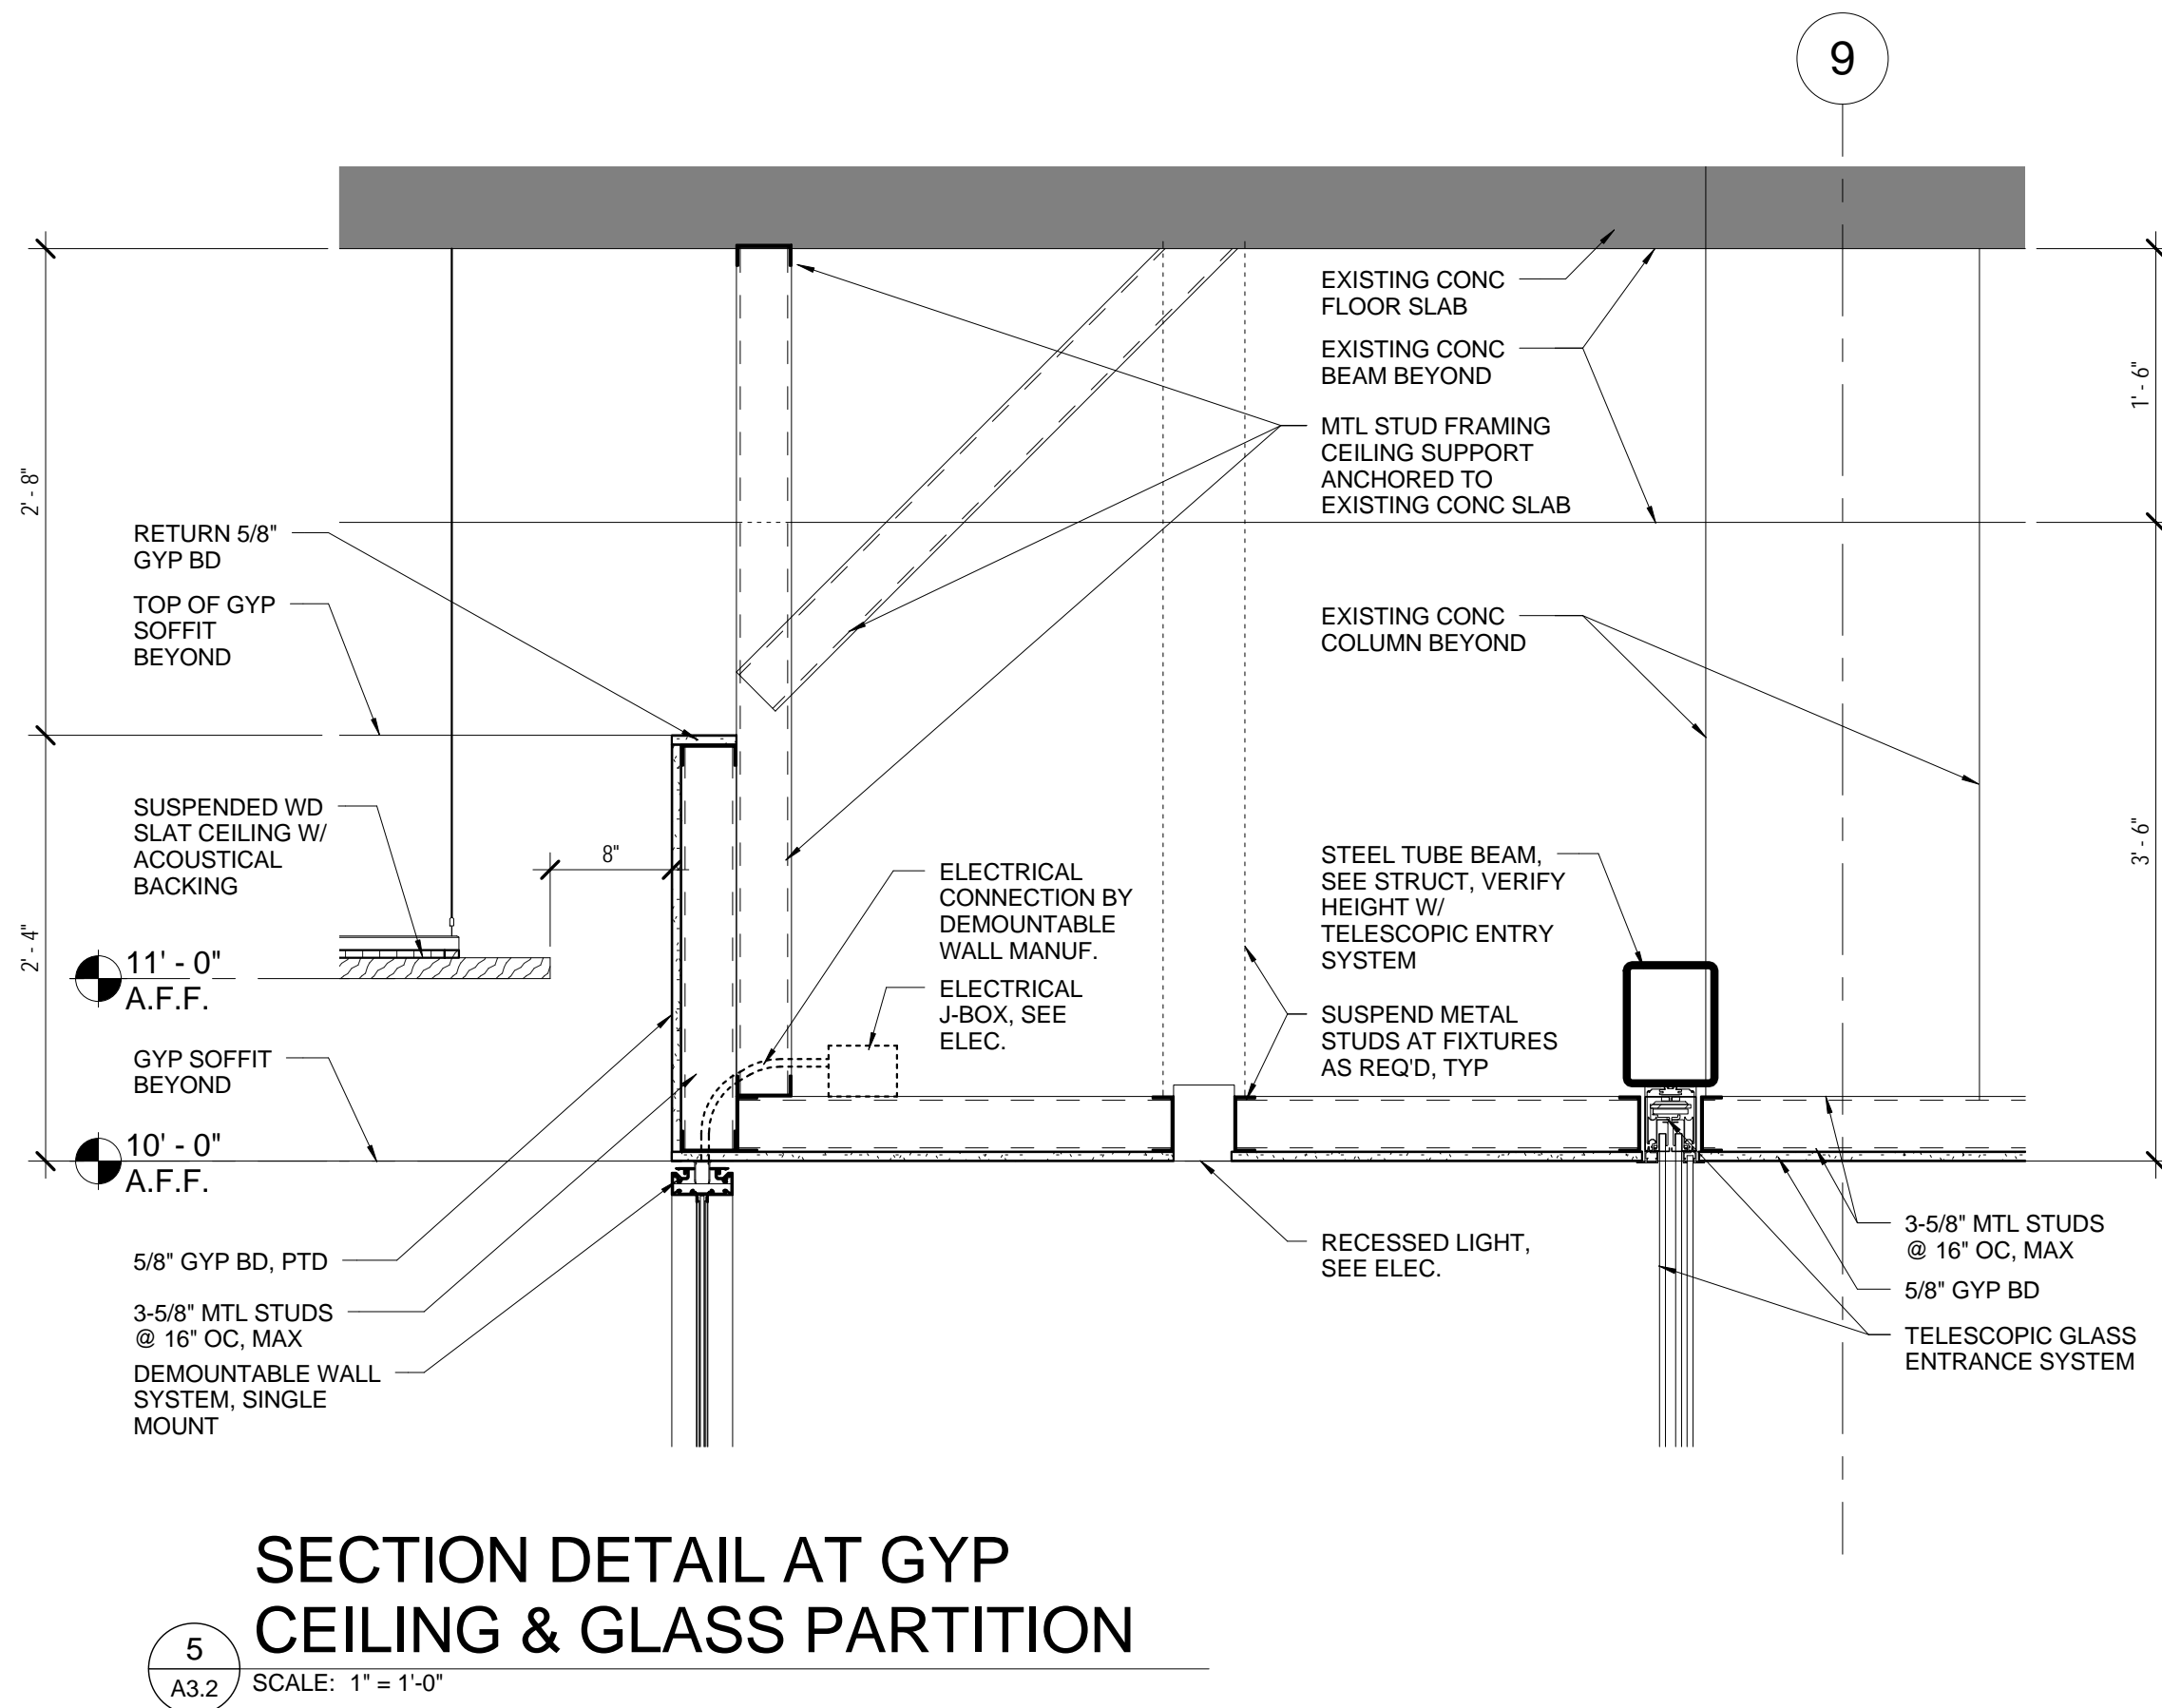 9
EXISTING CONC
FLOOR SLAB
EXISTING CONC
BEAM BEYOND
MTL STUD FRAMING
CEILING SUPPORT
ANCHORED TO
EXISTING CONC SLAB
1' - 6"
2' - 8"
RETURN 5/8"
GYP BD
TOP OF GYP
SOFFIT
BEYOND
EXISTING CONC
COLUMN BEYOND
SUSPENDED WD
SLAT CEILING W/
ACOUSTICAL
BACKING
8"
ELECTRICAL
CONNECTION BY
DEMOUNTABLE
WALL MANUF.
STEEL TUBE BEAM,
SEE STRUCT, VERIFY
HEIGHT W/
TELESCOPIC ENTRY
SYSTEM
3' - 6"
2' - 4"
11' - 0"
A.F.F.
ELECTRICAL
J-BOX, SEE
ELEC.
SUSPEND METAL
STUDS AT FIXTURES
AS REQ'D, TYP
GYP SOFFIT
BEYOND
10' - 0"
A.F.F.
5/8" GYP BD, PTD
3-5/8" MTL STUDS
@ 16" OC, MAX
DEMOUNTABLE WALL
SYSTEM, SINGLE
MOUNT
RECESSED LIGHT,
SEE ELEC.
3-5/8" MTL STUDS
@ 16" OC, MAX
5/8" GYP BD
TELESCOPIC GLASS
ENTRANCE SYSTEM
SECTION DETAIL AT GYP
CEILING & GLASS PARTITION
5
A3.2
SCALE: 1" = 1'-0"